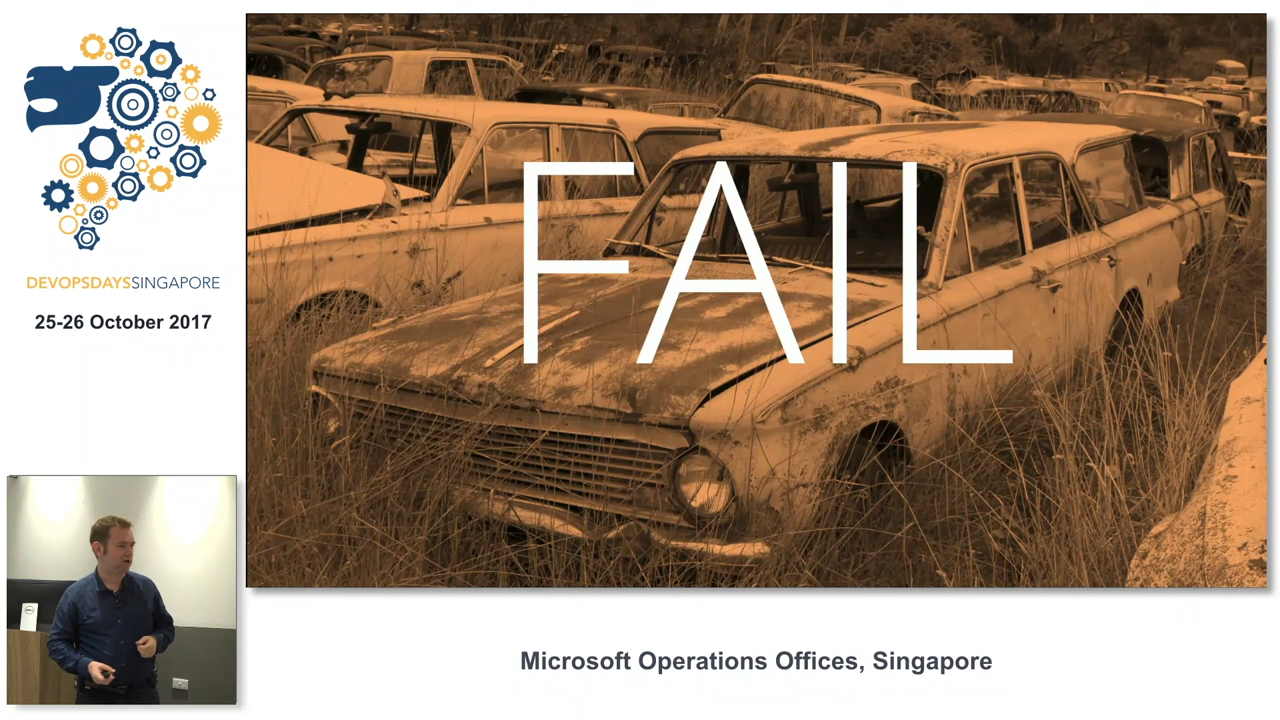 DEVOPSDAYSSINGAPORE
25-26 October 2017
FAIL
Microsoft Operations Offices, Singapore